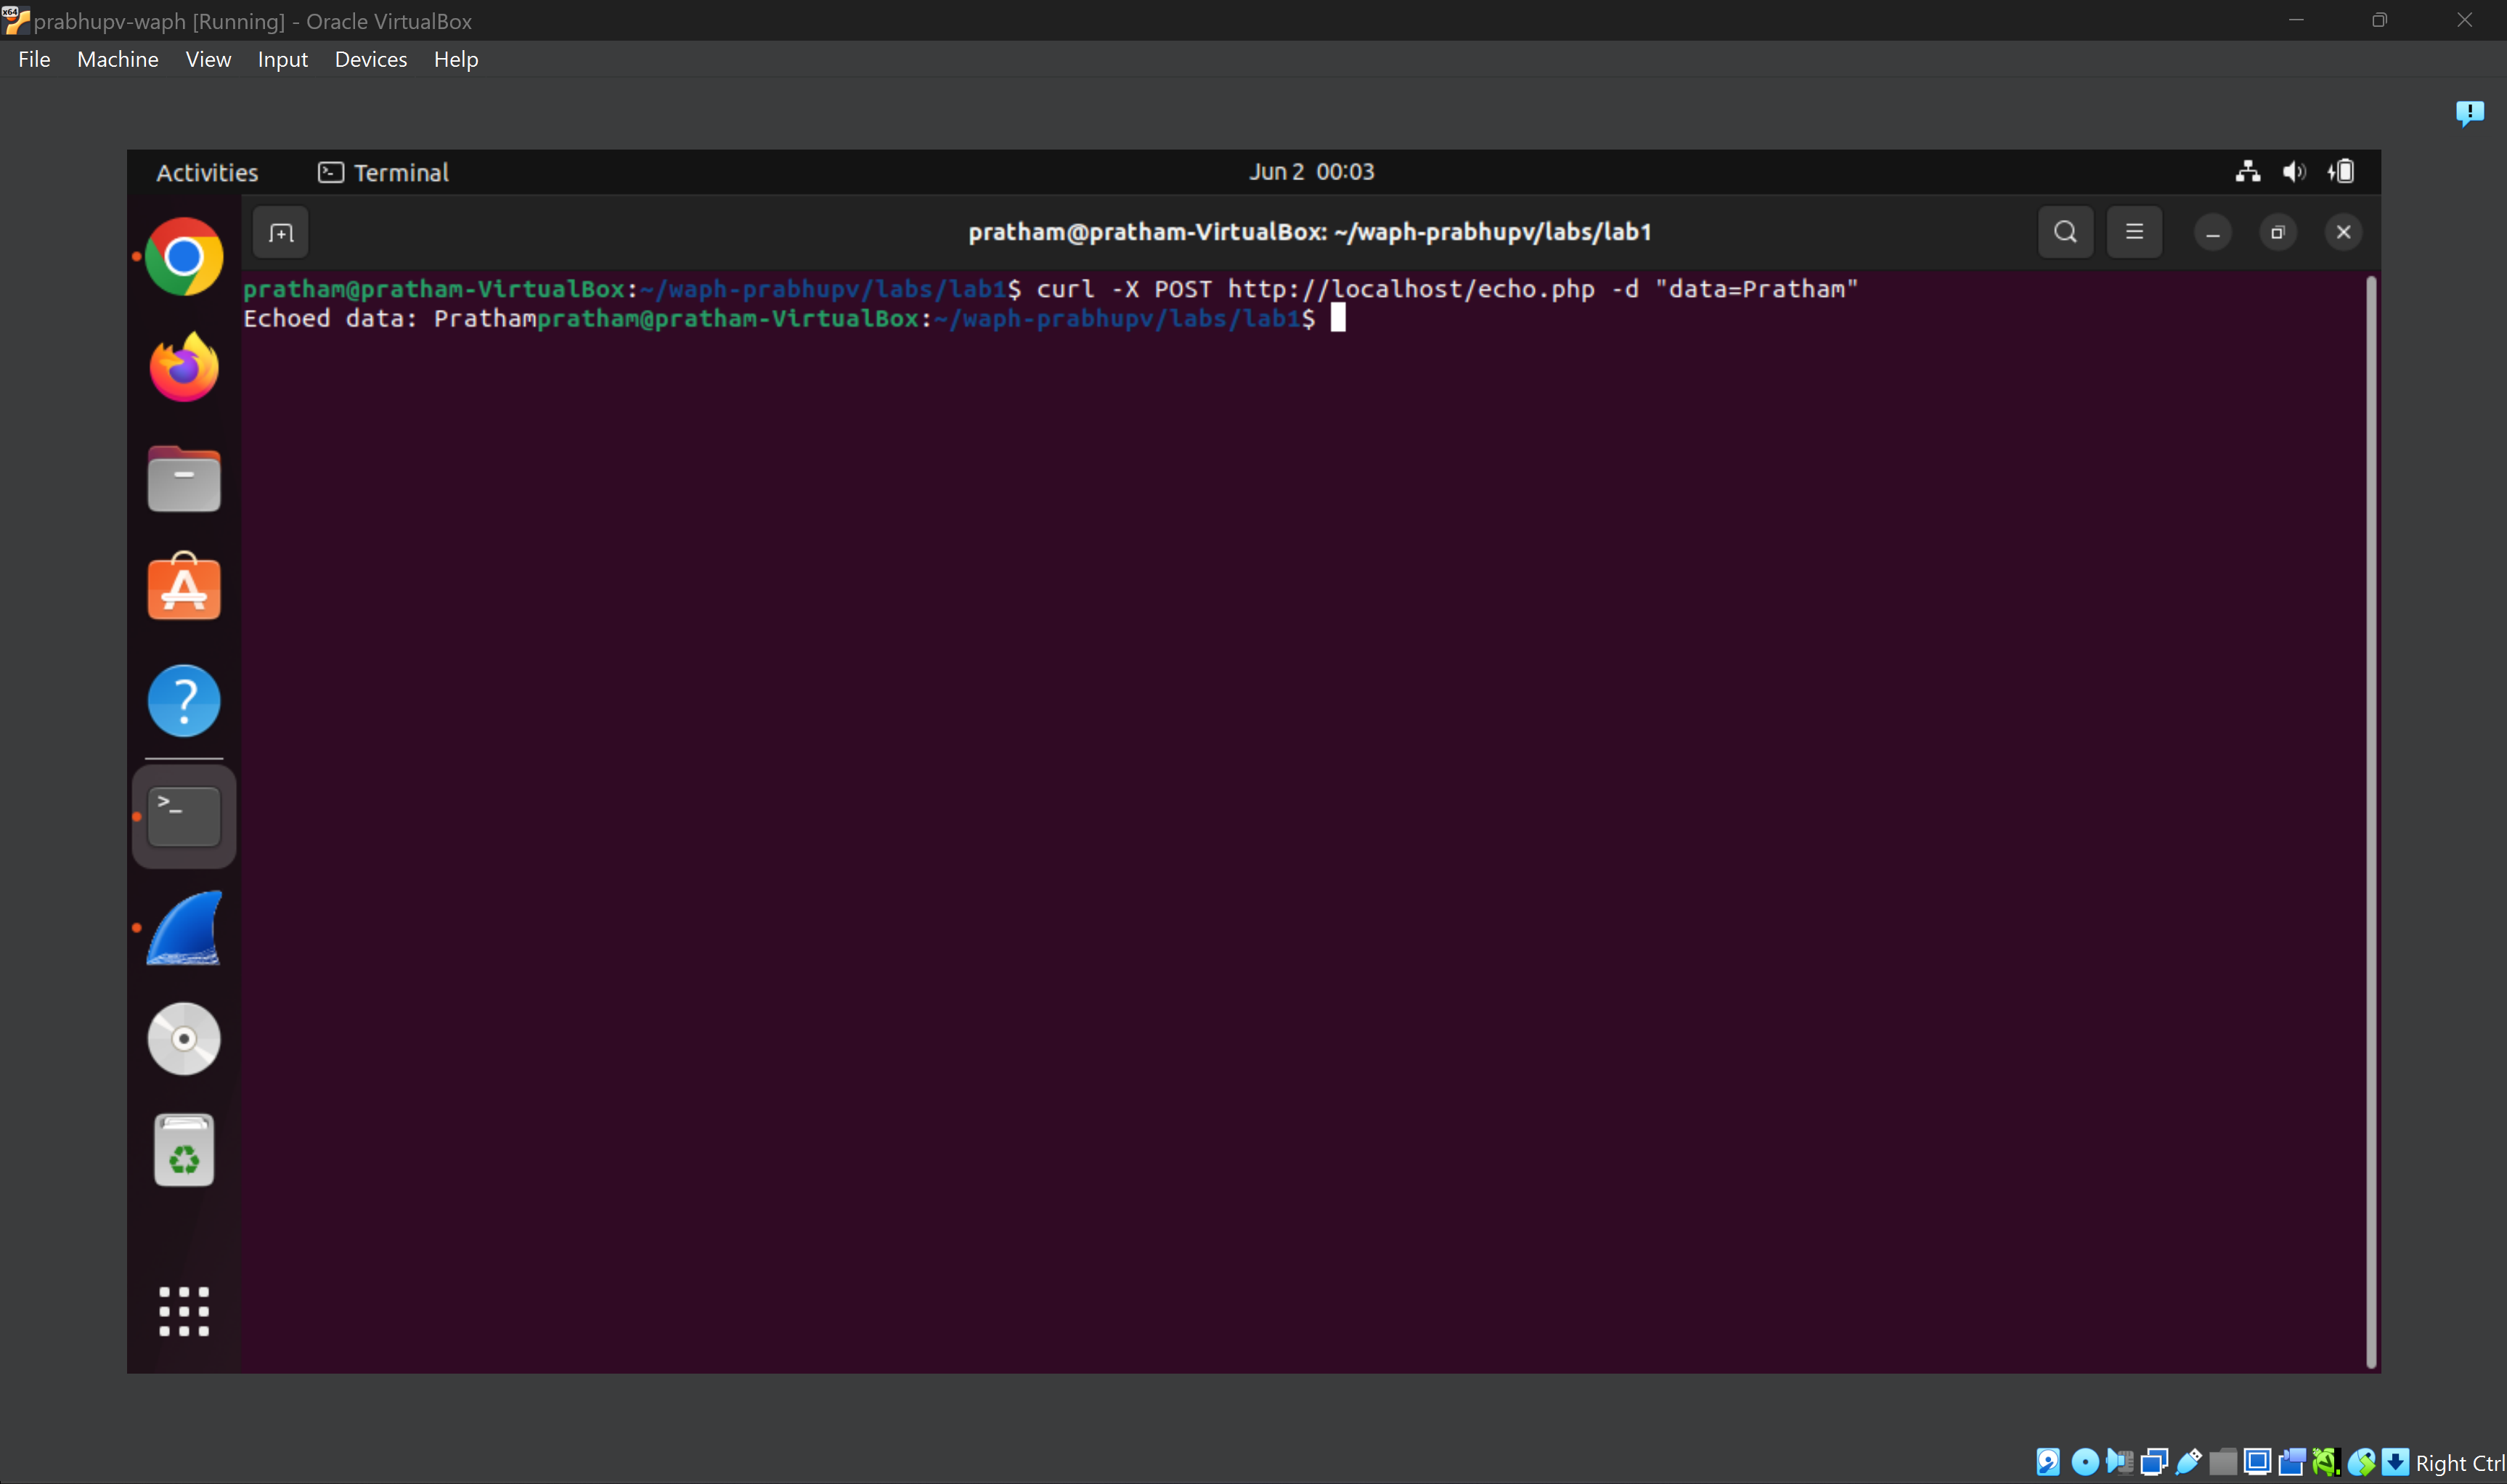 prabhupv-waph [Running] - Oracle VirtualBox
File Machine View Input Devices Help
Activities Terminal Jun 2 00:03
pratham@pratham-VirtualBox: ~/waph-prabhupv/labs/lab1
pratham@pratham-VirtualBox:~/waph-prabhupv/labs/lab1$ curl -X POST http://localhost/echo.php -d "data=Pratham"
Echoed data: Prathampratham@pratham-VirtualBox:~/waph-prabhupv/labs/lab1$
Right Ctrl